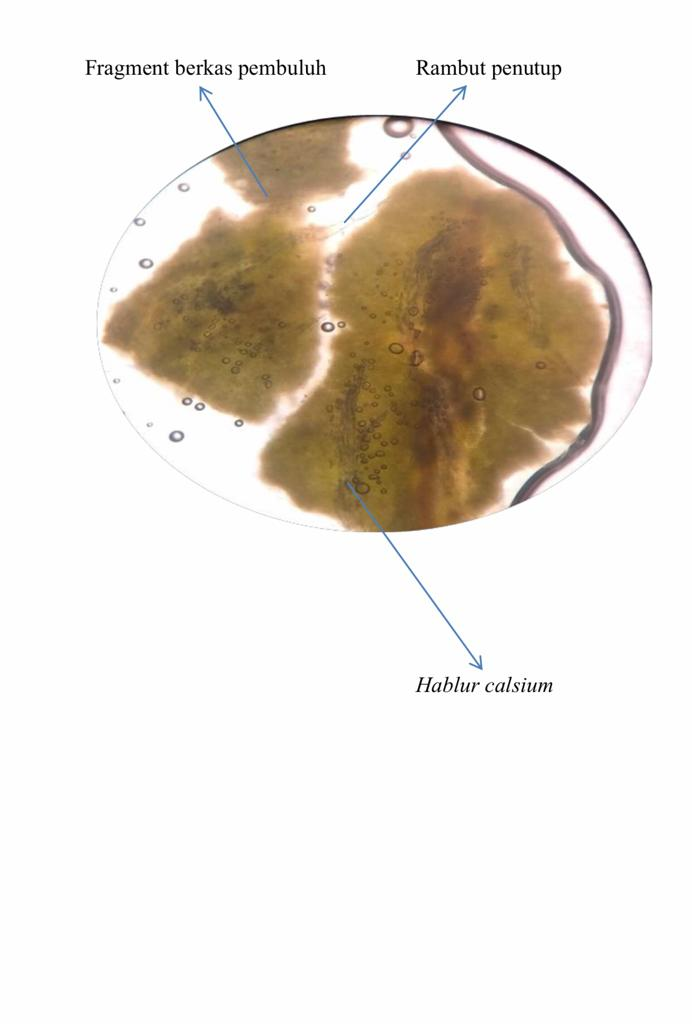 Fragment berkas pembuluh
Rambut penutup
Hablur calsium